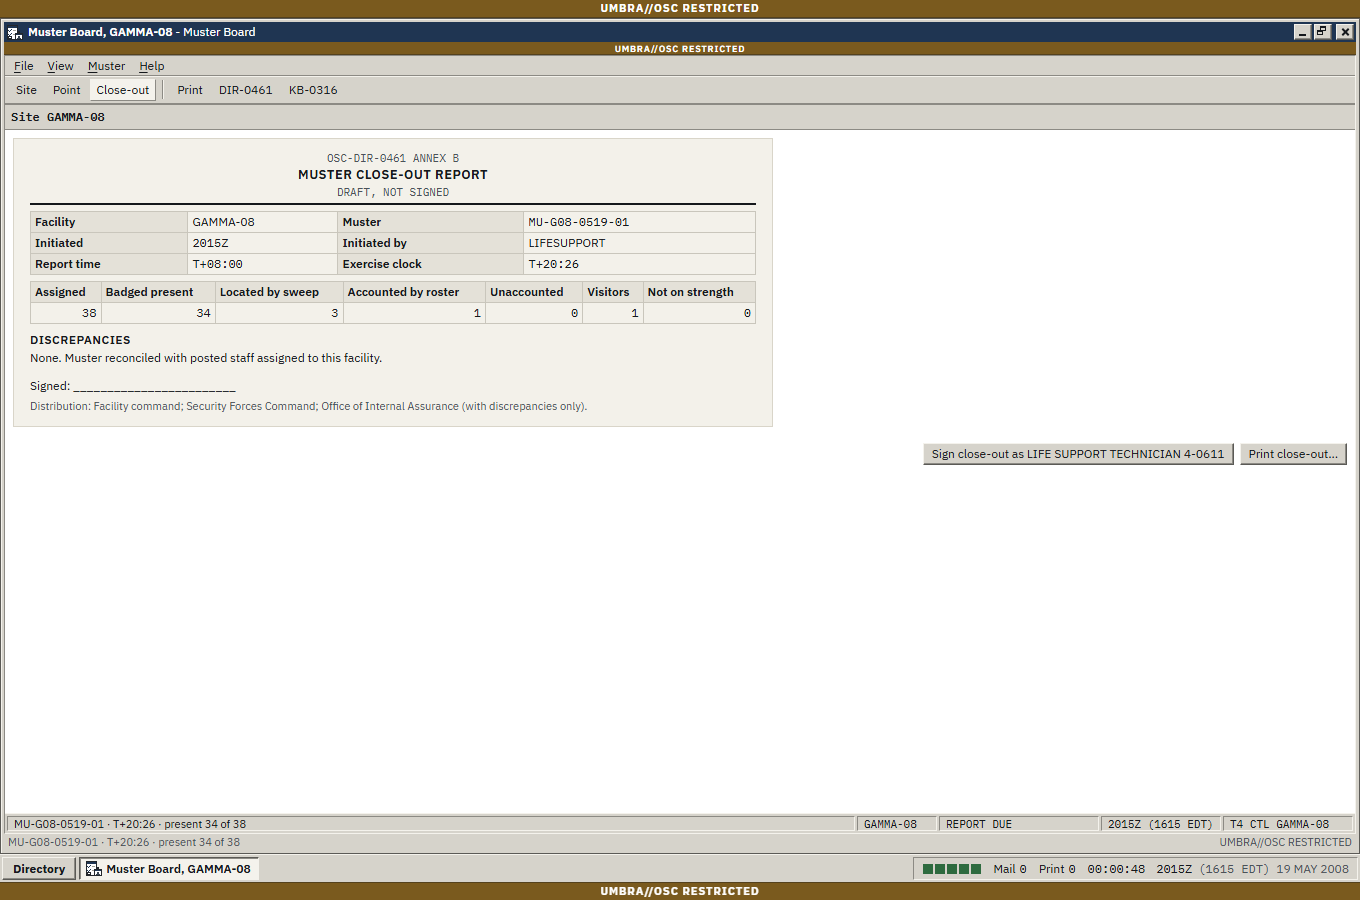 UMBRA//OSC RESTRICTED
Muster Board, GAMMA-08 - Muster Board
UMBRA//OSC RESTRICTED
File View Muster Help
Site Point Close-out Print DIR-0461 KB-0316
Site GAMMA-08
OSC-DIR-0461 ANNEX B
MUSTER CLOSE-OUT REPORT
DRAFT, NOT SIGNED
Facility GAMMA-08 Muster MU-G08-0519-01
Initiated 2015Z Initiated by LIFESUPPORT
Report time T+08:00 Exercise clock T+20:26
Assigned Badged present Located by sweep Accounted by roster Unaccounted Visitors Not on strength
38 34 3 1 0 1 0
DISCREPANCIES
None. Muster reconciled with posted staff assigned to this facility.
Signed: _________________________
Distribution: Facility command; Security Forces Command; Office of Internal Assurance (with discrepancies only).
Sign close-out as LIFE SUPPORT TECHNICIAN 4-0611 Print close-out...
MU-G08-0519-01 · T+20:26 · present 34 of 38 GAMMA-08 REPORT DUE 2015Z (1615 EDT) T4 CTL GAMMA-08
MU-G08-0519-01 · T+20:26 · present 34 of 38 UMBRA//OSC RESTRICTED
Directory Muster Board, GAMMA-08 Mail 0 Print 0 00:00:48 2015Z (1615 EDT) 19 MAY 2008
UMBRA//OSC RESTRICTED